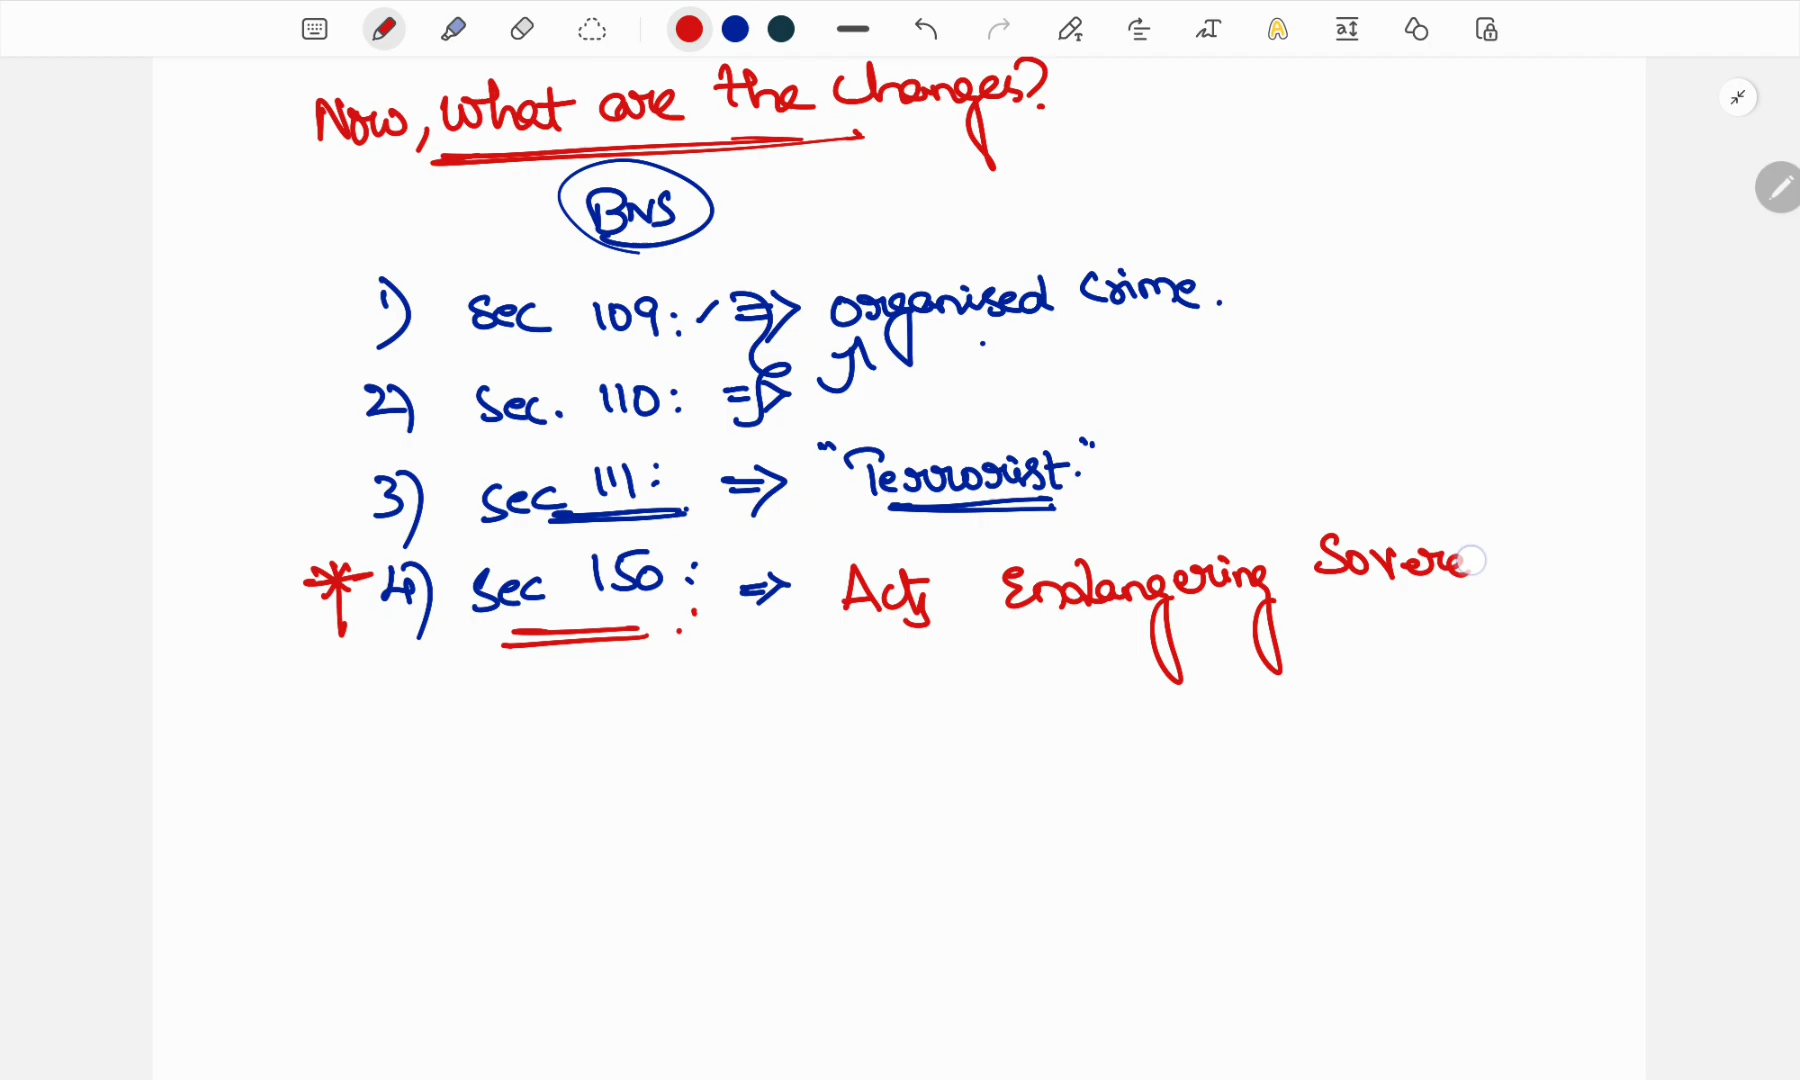 Now, what are the changes?
BNS
1) Sec 109: ⇒ organised crime.
2) Sec. 110: ⇒
3) Sec 111: ⇒ "Terrorist."
* 4) Sec 150: ⇒ Acts Endangering Sovere